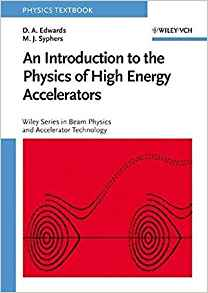 PHYSICS TEXTBOOK
D. A. Edwards
M. J. Syphers
WILEY-VCH
An Introduction to the
Physics of High Energy
Accelerators
Wiley Series in Beam Physics
and Accelerator Technology